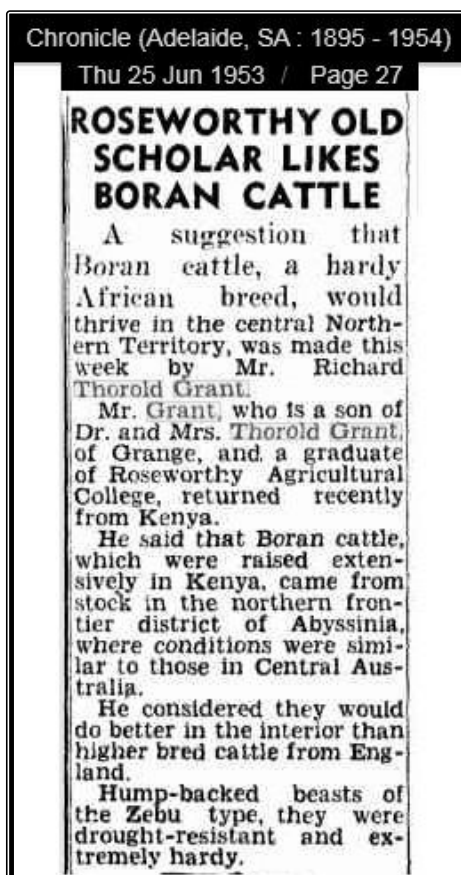 Chronicle (Adelaide, SA : 1895 - 1954)
Thu 25 Jun 1953 / Page 27
ROSEWORTHY OLD
SCHOLAR LIKES
BORAN CATTLE
A suggestion that
Boran cattle, a hardy
African breed, would
thrive in the central North-
ern Territory, was made this
week by Mr. Richard
Thorold Grant.
Mr. Grant, who is a son of
Dr. and Mrs. Thorold Grant,
of Grange, and a graduate
of Roseworthy Agricultural
College, returned recently
from Kenya.
He said that Boran cattle,
which were raised exten-
sively in Kenya, came from
stock in the northern fron-
tier district of Abyssinia,
where conditions were simi-
lar to those in Central Aus-
tralia.
He considered they would
do better in the interior than
higher bred cattle from Eng-
land.
Hump-backed beasts of
the Zebu type, they were
drought-resistant and ex-
tremely hardy.